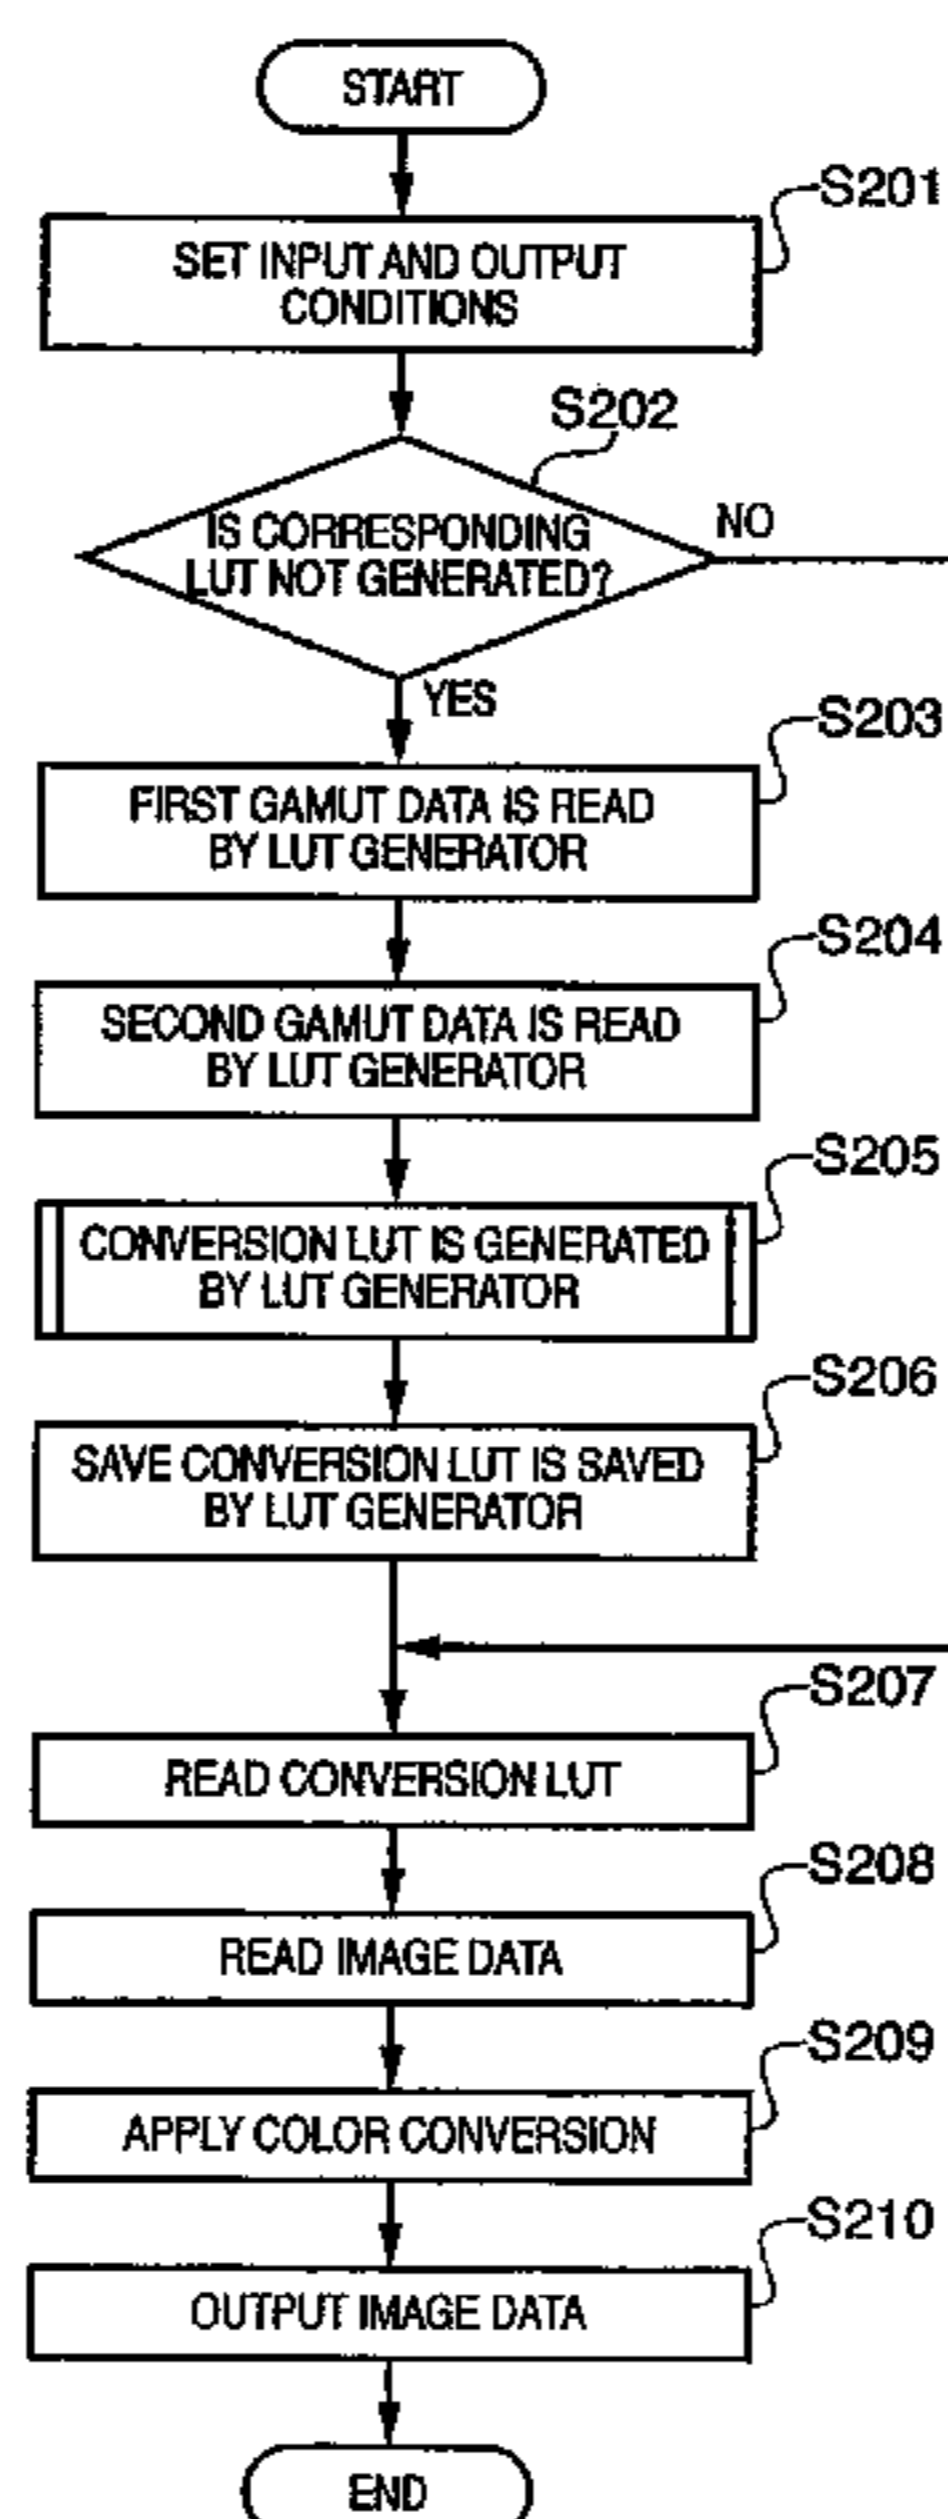 START
S201
SET INPUT AND OUTPUT
CONDITIONS
S202
IS CORRESPONDING
LUT NOT GENERATED?
NO
YES
S203
FIRST GAMUT DATA IS READ
BY LUT GENERATOR
S204
SECOND GAMUT DATA IS READ
BY LUT GENERATOR
S205
CONVERSION LUT IS GENERATED
BY LUT GENERATOR
S206
SAVE CONVERSION LUT IS SAVED
BY LUT GENERATOR
S207
READ CONVERSION LUT
S208
READ IMAGE DATA
S209
APPLY COLOR CONVERSION
S210
OUTPUT IMAGE DATA
END